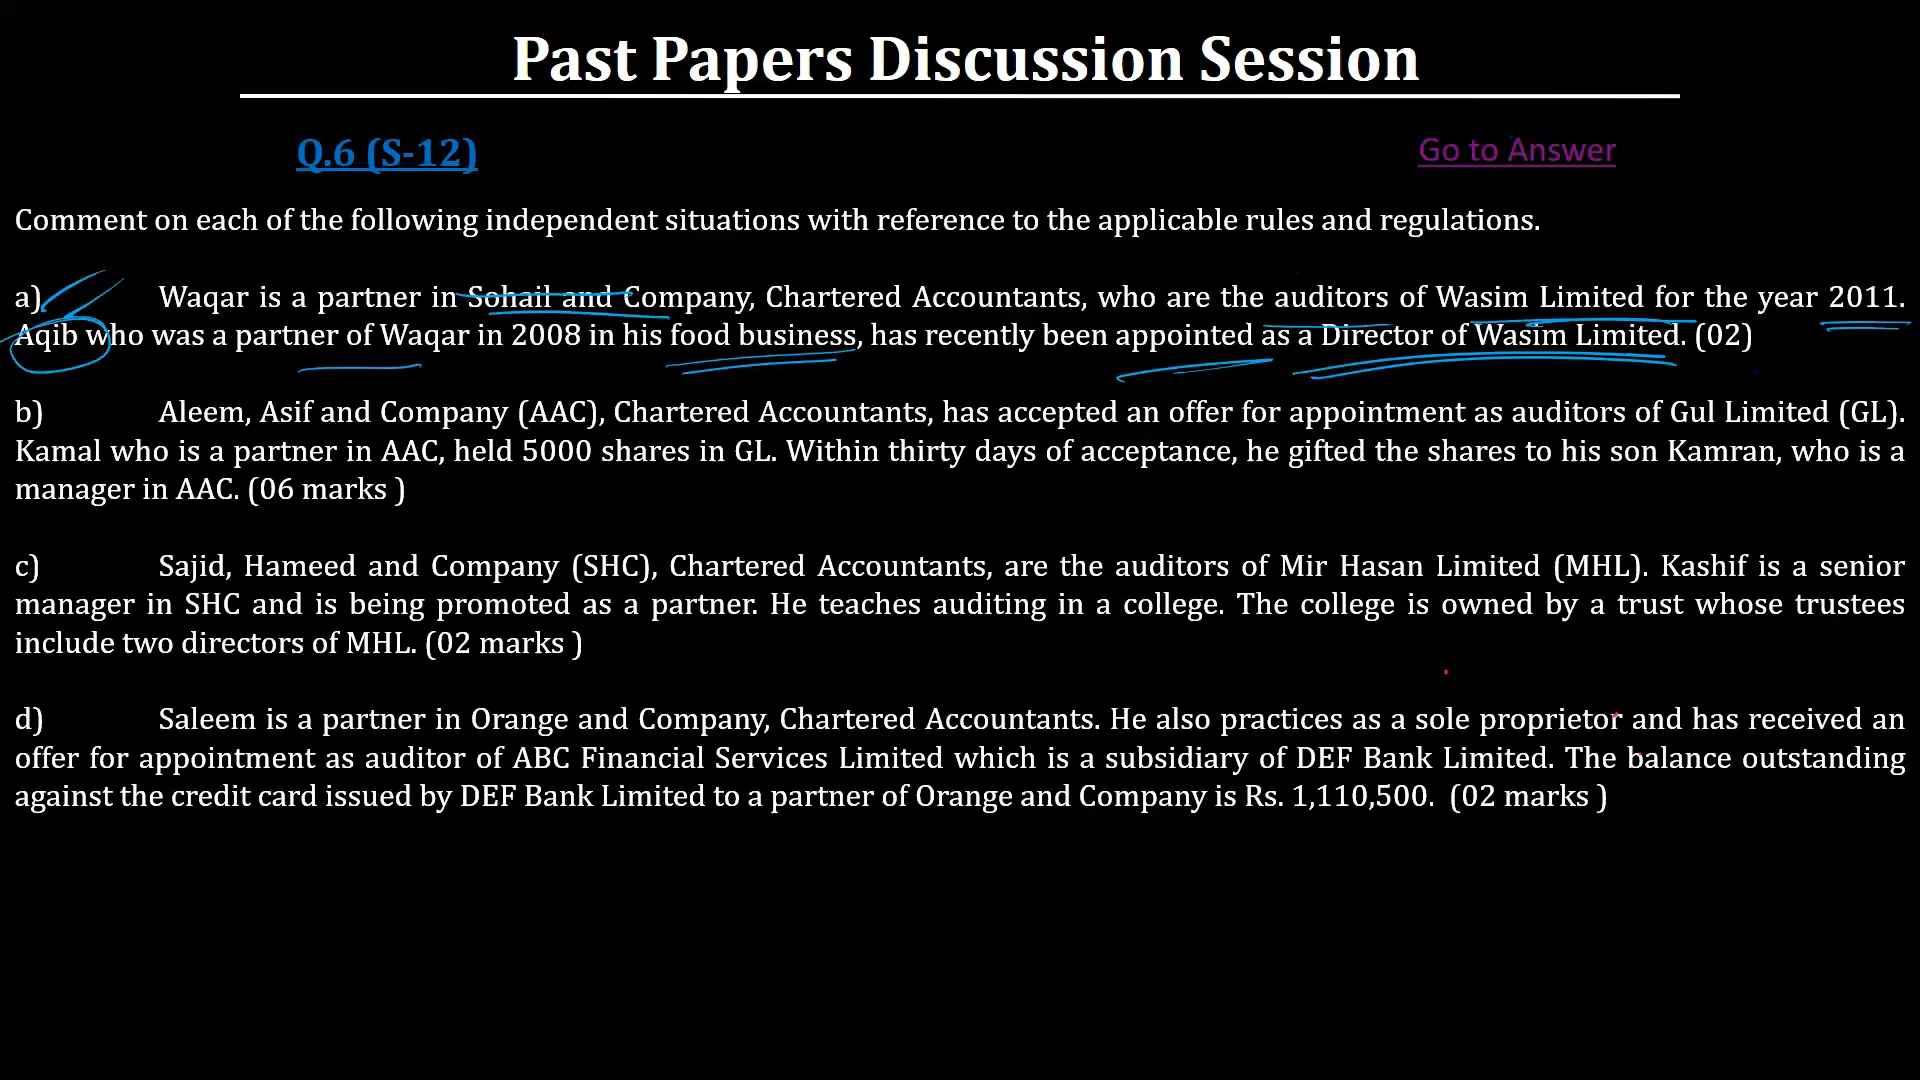 Past Papers Discussion Session
Q.6 (S-12)
Go to Answer
Comment on each of the following independent situations with reference to the applicable rules and regulations.
a) Waqar is a partner in Sohail and Company, Chartered Accountants, who are the auditors of Wasim Limited for the year 2011.
Aqib who was a partner of Waqar in 2008 in his food business, has recently been appointed as a Director of Wasim Limited. (02)
b) Aleem, Asif and Company (AAC), Chartered Accountants, has accepted an offer for appointment as auditors of Gul Limited (GL).
Kamal who is a partner in AAC, held 5000 shares in GL. Within thirty days of acceptance, he gifted the shares to his son Kamran, who is a
manager in AAC. (06 marks )
c) Sajid, Hameed and Company (SHC), Chartered Accountants, are the auditors of Mir Hasan Limited (MHL). Kashif is a senior
manager in SHC and is being promoted as a partner. He teaches auditing in a college. The college is owned by a trust whose trustees
include two directors of MHL. (02 marks )
d) Saleem is a partner in Orange and Company, Chartered Accountants. He also practices as a sole proprietor and has received an
offer for appointment as auditor of ABC Financial Services Limited which is a subsidiary of DEF Bank Limited. The balance outstanding
against the credit card issued by DEF Bank Limited to a partner of Orange and Company is Rs. 1,110,500. (02 marks )